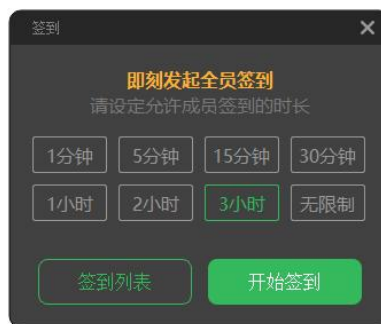 签到
即刻发起全员签到
请设定允许成员签到的时长
1分钟 5分钟 15分钟 30分钟
1小时 2小时 3小时 无限制
签到列表 开始签到